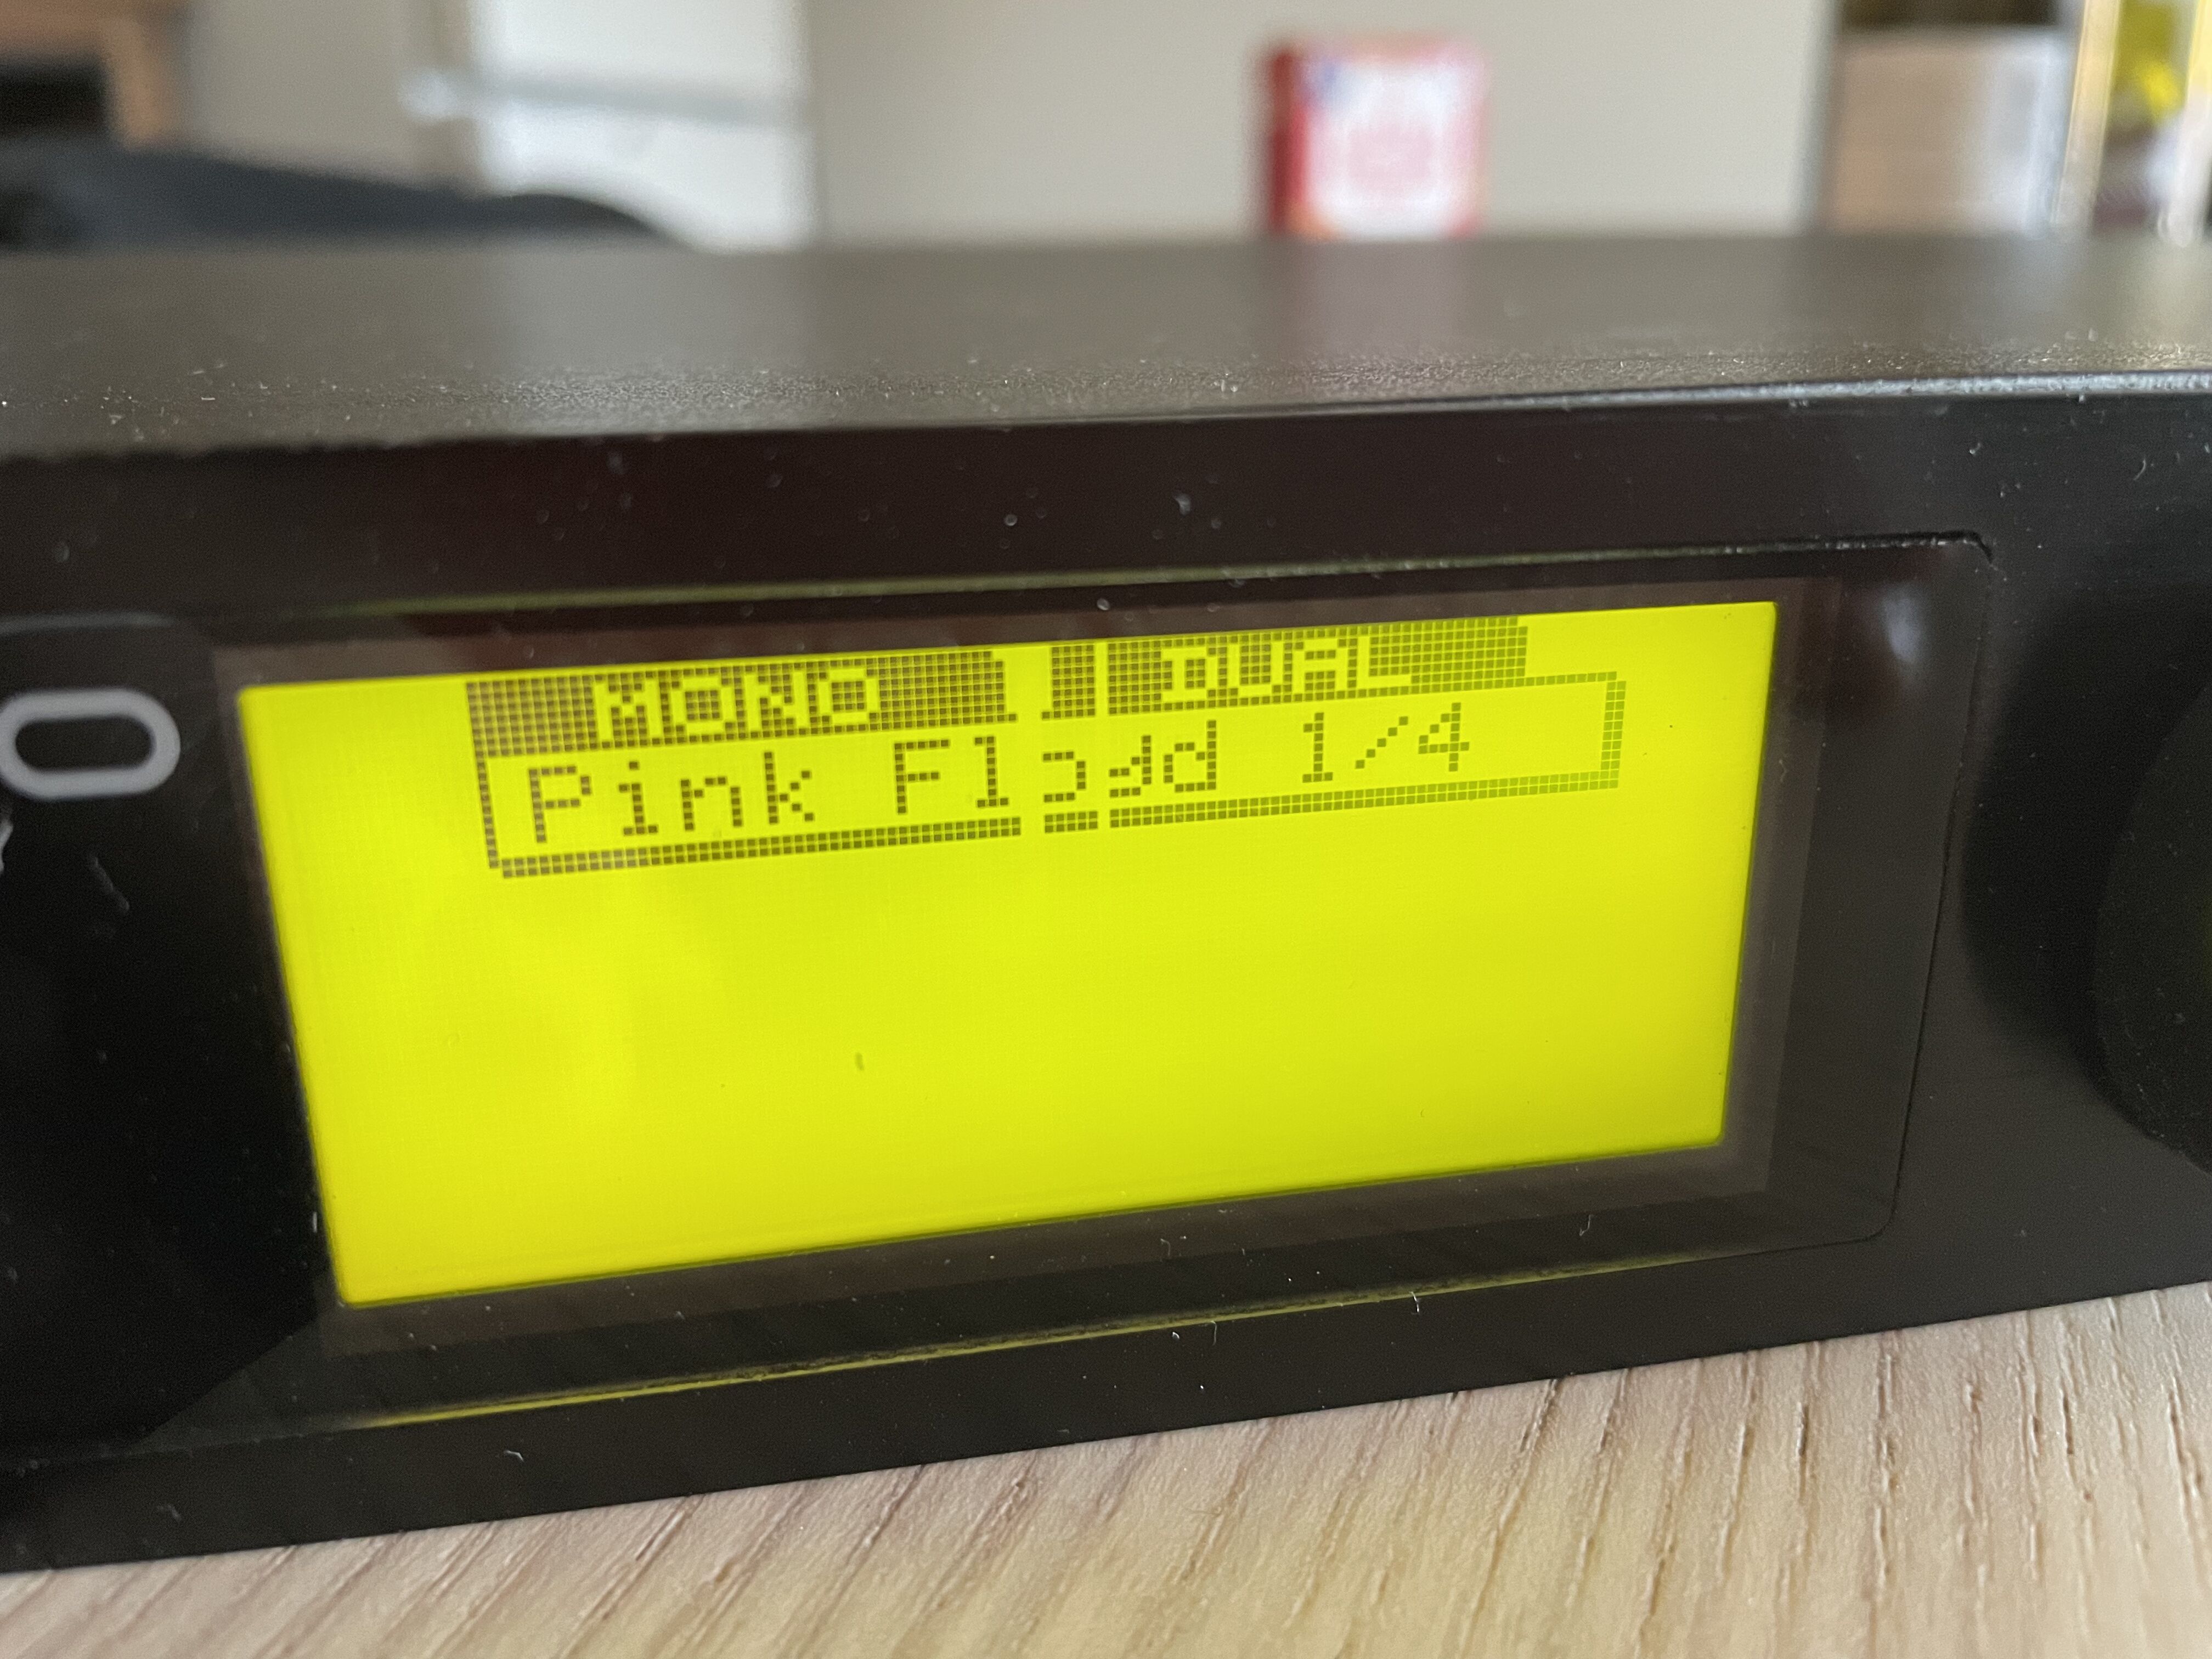 MONO DUAL
Pink Floyd 1/4